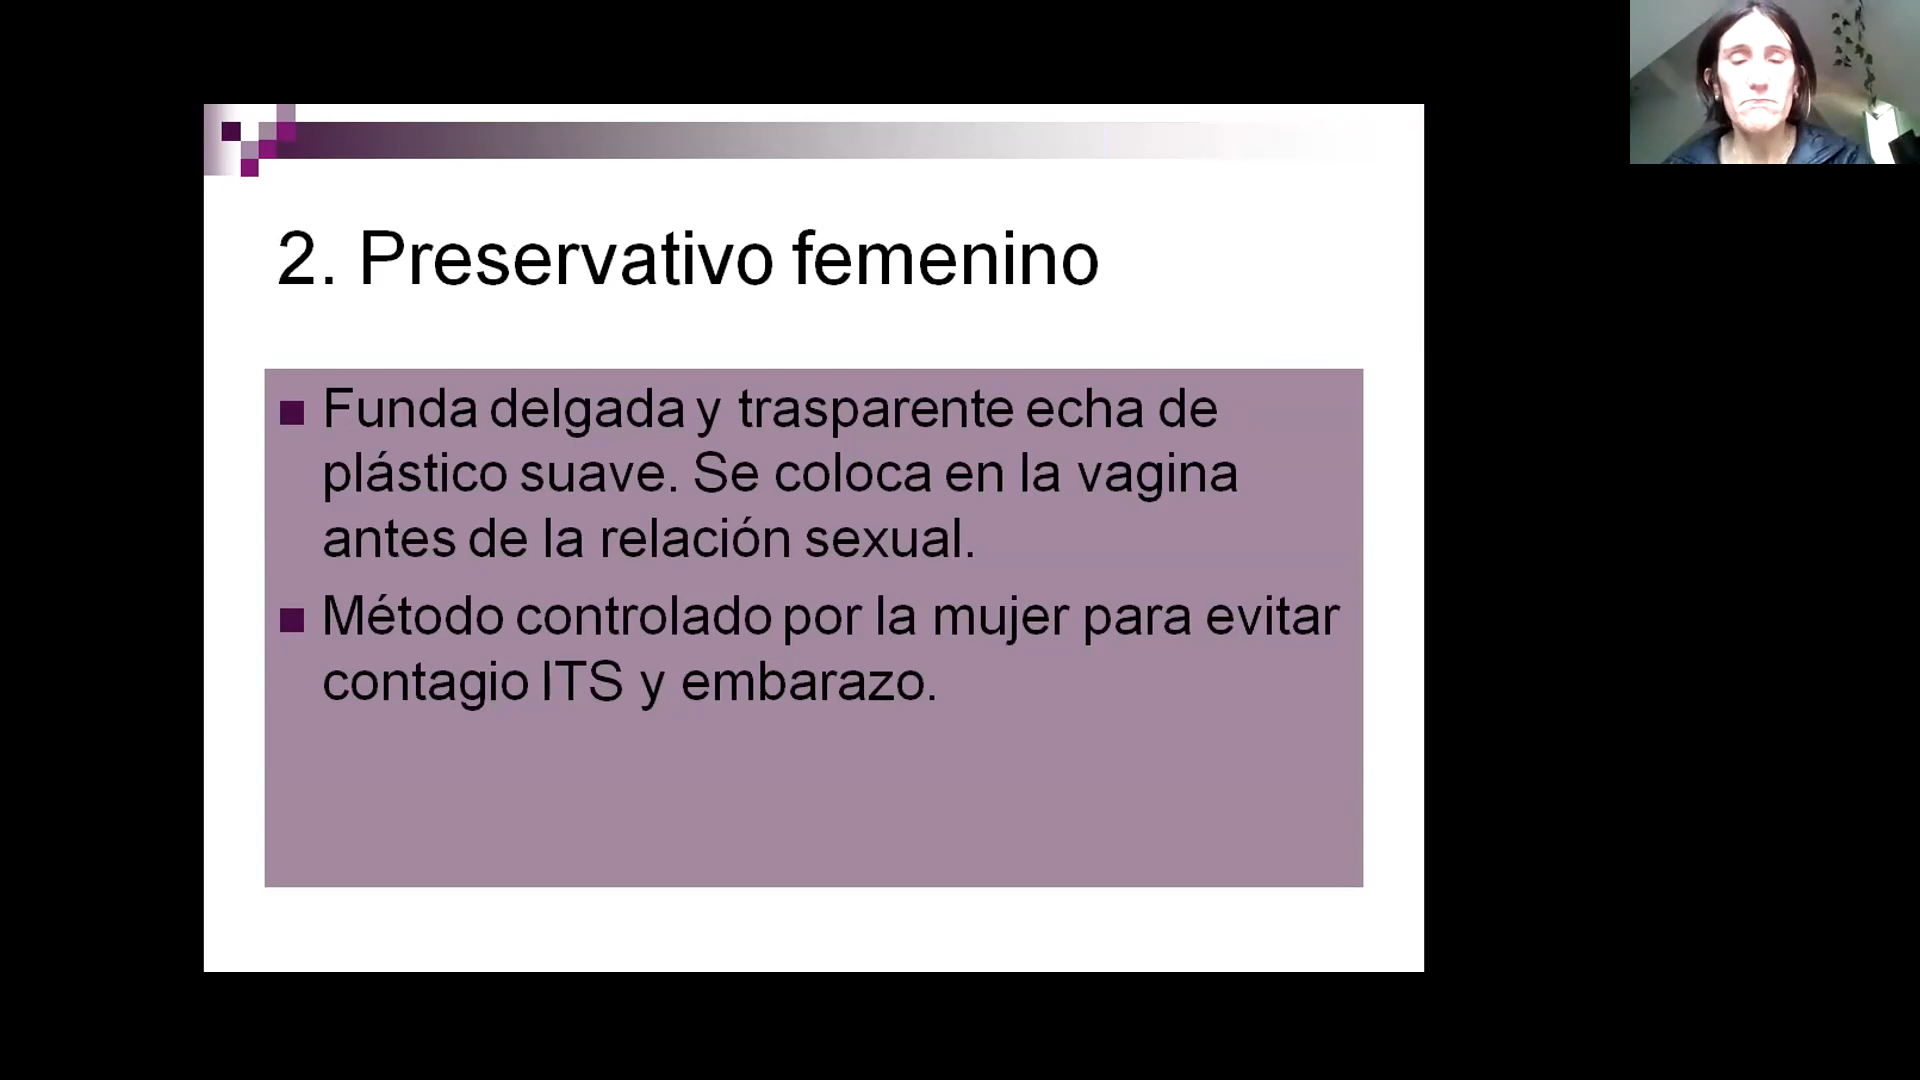 2. Preservativo femenino
Funda delgada y trasparente echa de
plástico suave. Se coloca en la vagina
antes de la relación sexual.
Método controlado por la mujer para evitar
contagio ITS y embarazo.